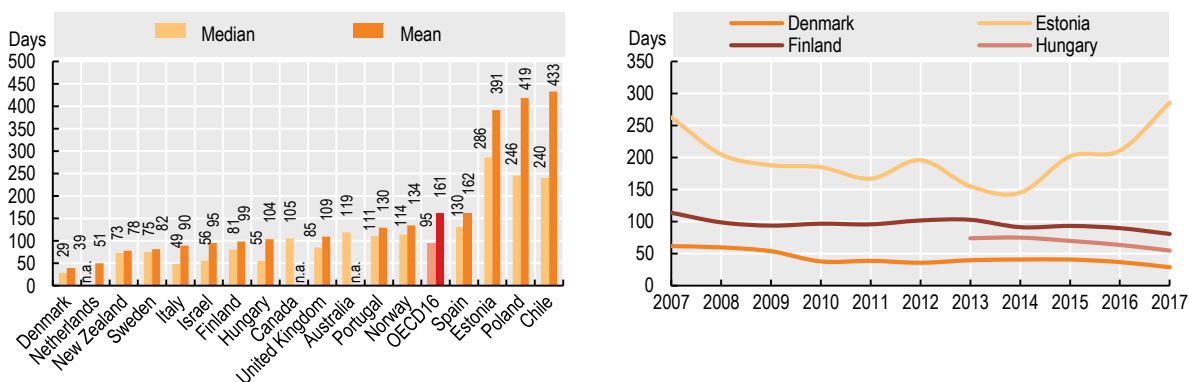 Median Mean
Days
500
450
400
350
300
250
200
150
100
50
0
29 39 n.a. 51 73 78 75 82 49 90 56 95 81 99 55 104 105 n.a. 85 109 119 n.a. 111 130 114 134 95 161 130 162 286 391 246 419 240 433
Denmark
Netherlands
New Zealand
Sweden
Italy
Israel
Finland
Hungary
Canada
United Kingdom
Australia
Portugal
Norway
OECD16
Spain
Estonia
Poland
Chile
Denmark Estonia
Finland Hungary
Days
350
300
250
200
150
100
50
0
2007 2008 2009 2010 2011 2012 2013 2014 2015 2016 2017